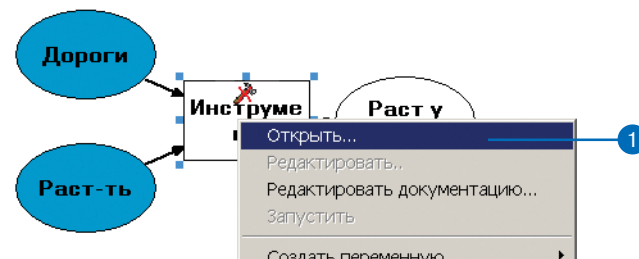 Дороги
Инструме
Раст у
Раст-ть
Открыть...
1
Редактировать..
Редактировать документацию...
Запустить
Создать переменную